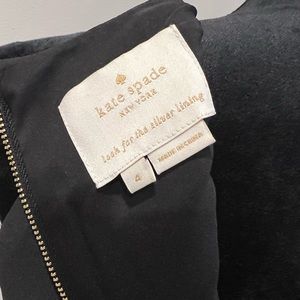 kate spade
NEW YORK
look for the silver lining
4
MADE IN CHINA